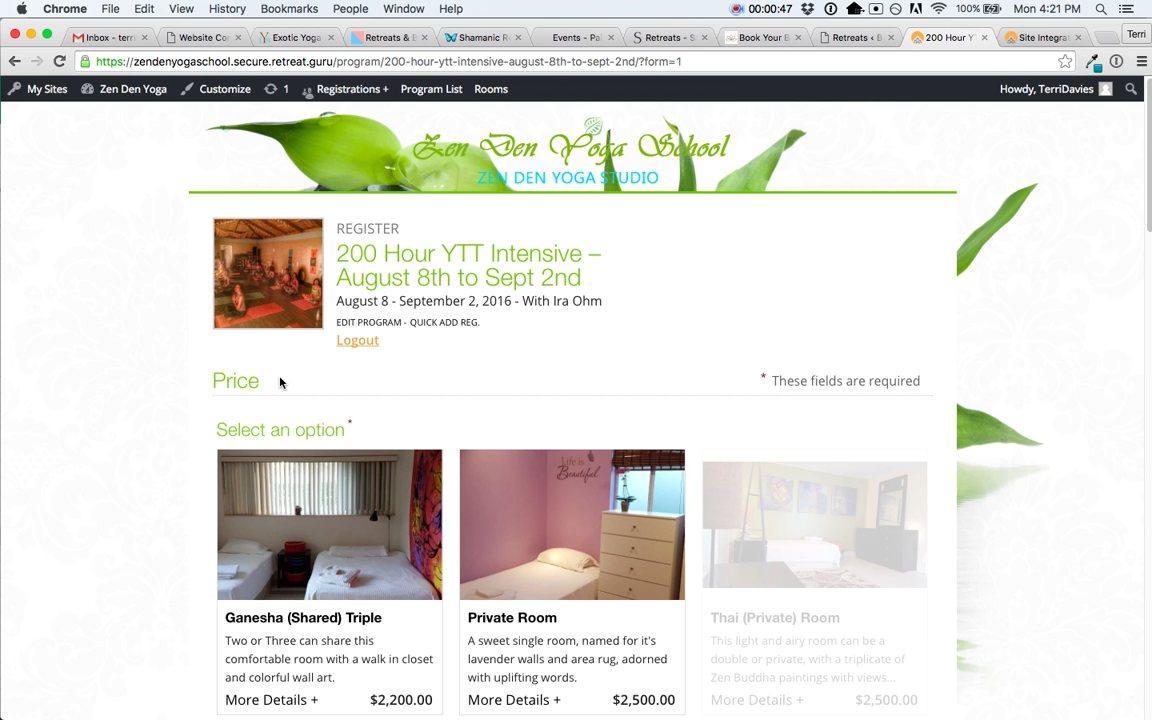 Chrome File Edit View History Bookmarks People Window Help 00:00:47 100% Mon 4:21 PM
Inbox - terri Website Cor Exotic Yoga Retreats & E Shamanic R Events - Pa Retreats - S Book Your B Retreats ‹ B 200 Hour Y Site Integrat Terri
https://zendenyogaschool.secure.retreat.guru/program/200-hour-ytt-intensive-august-8th-to-sept-2nd/?form=1
My Sites Zen Den Yoga Customize 1 Registrations + Program List Rooms Howdy, TerriDavies
Zen Den Yoga School
ZEN DEN YOGA STUDIO
REGISTER
200 Hour YTT Intensive –
August 8th to Sept 2nd
August 8 - September 2, 2016 - With Ira Ohm
EDIT PROGRAM - QUICK ADD REG.
Logout
Price
* These fields are required
Select an option *
Life is
Beautiful
Ganesha (Shared) Triple
Two or Three can share this
comfortable room with a walk in closet
and colorful wall art.
More Details + $2,200.00
Private Room
A sweet single room, named for it's
lavender walls and area rug, adorned
with uplifting words.
More Details + $2,500.00
Thai (Private) Room
This light and airy room can be a
double or private, with a triplicate of
Zen Buddha paintings with views...
More Details + $2,500.00